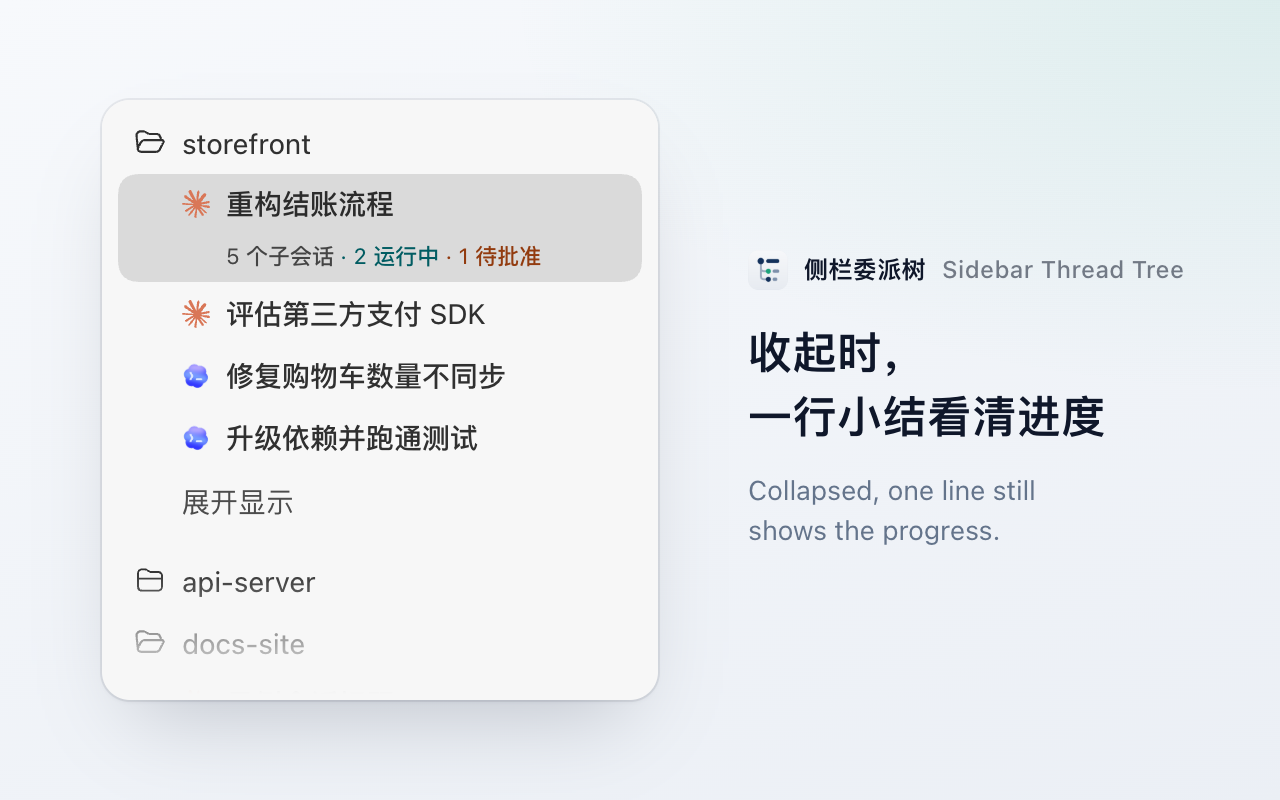 storefront
重构结账流程
5 个子会话 · 2 运行中 · 1 待批准
评估第三方支付 SDK
修复购物车数量不同步
升级依赖并跑通测试
展开显示
api-server
docs-site
侧栏委派树 Sidebar Thread Tree
收起时，
一行小结看清进度
Collapsed, one line still
shows the progress.